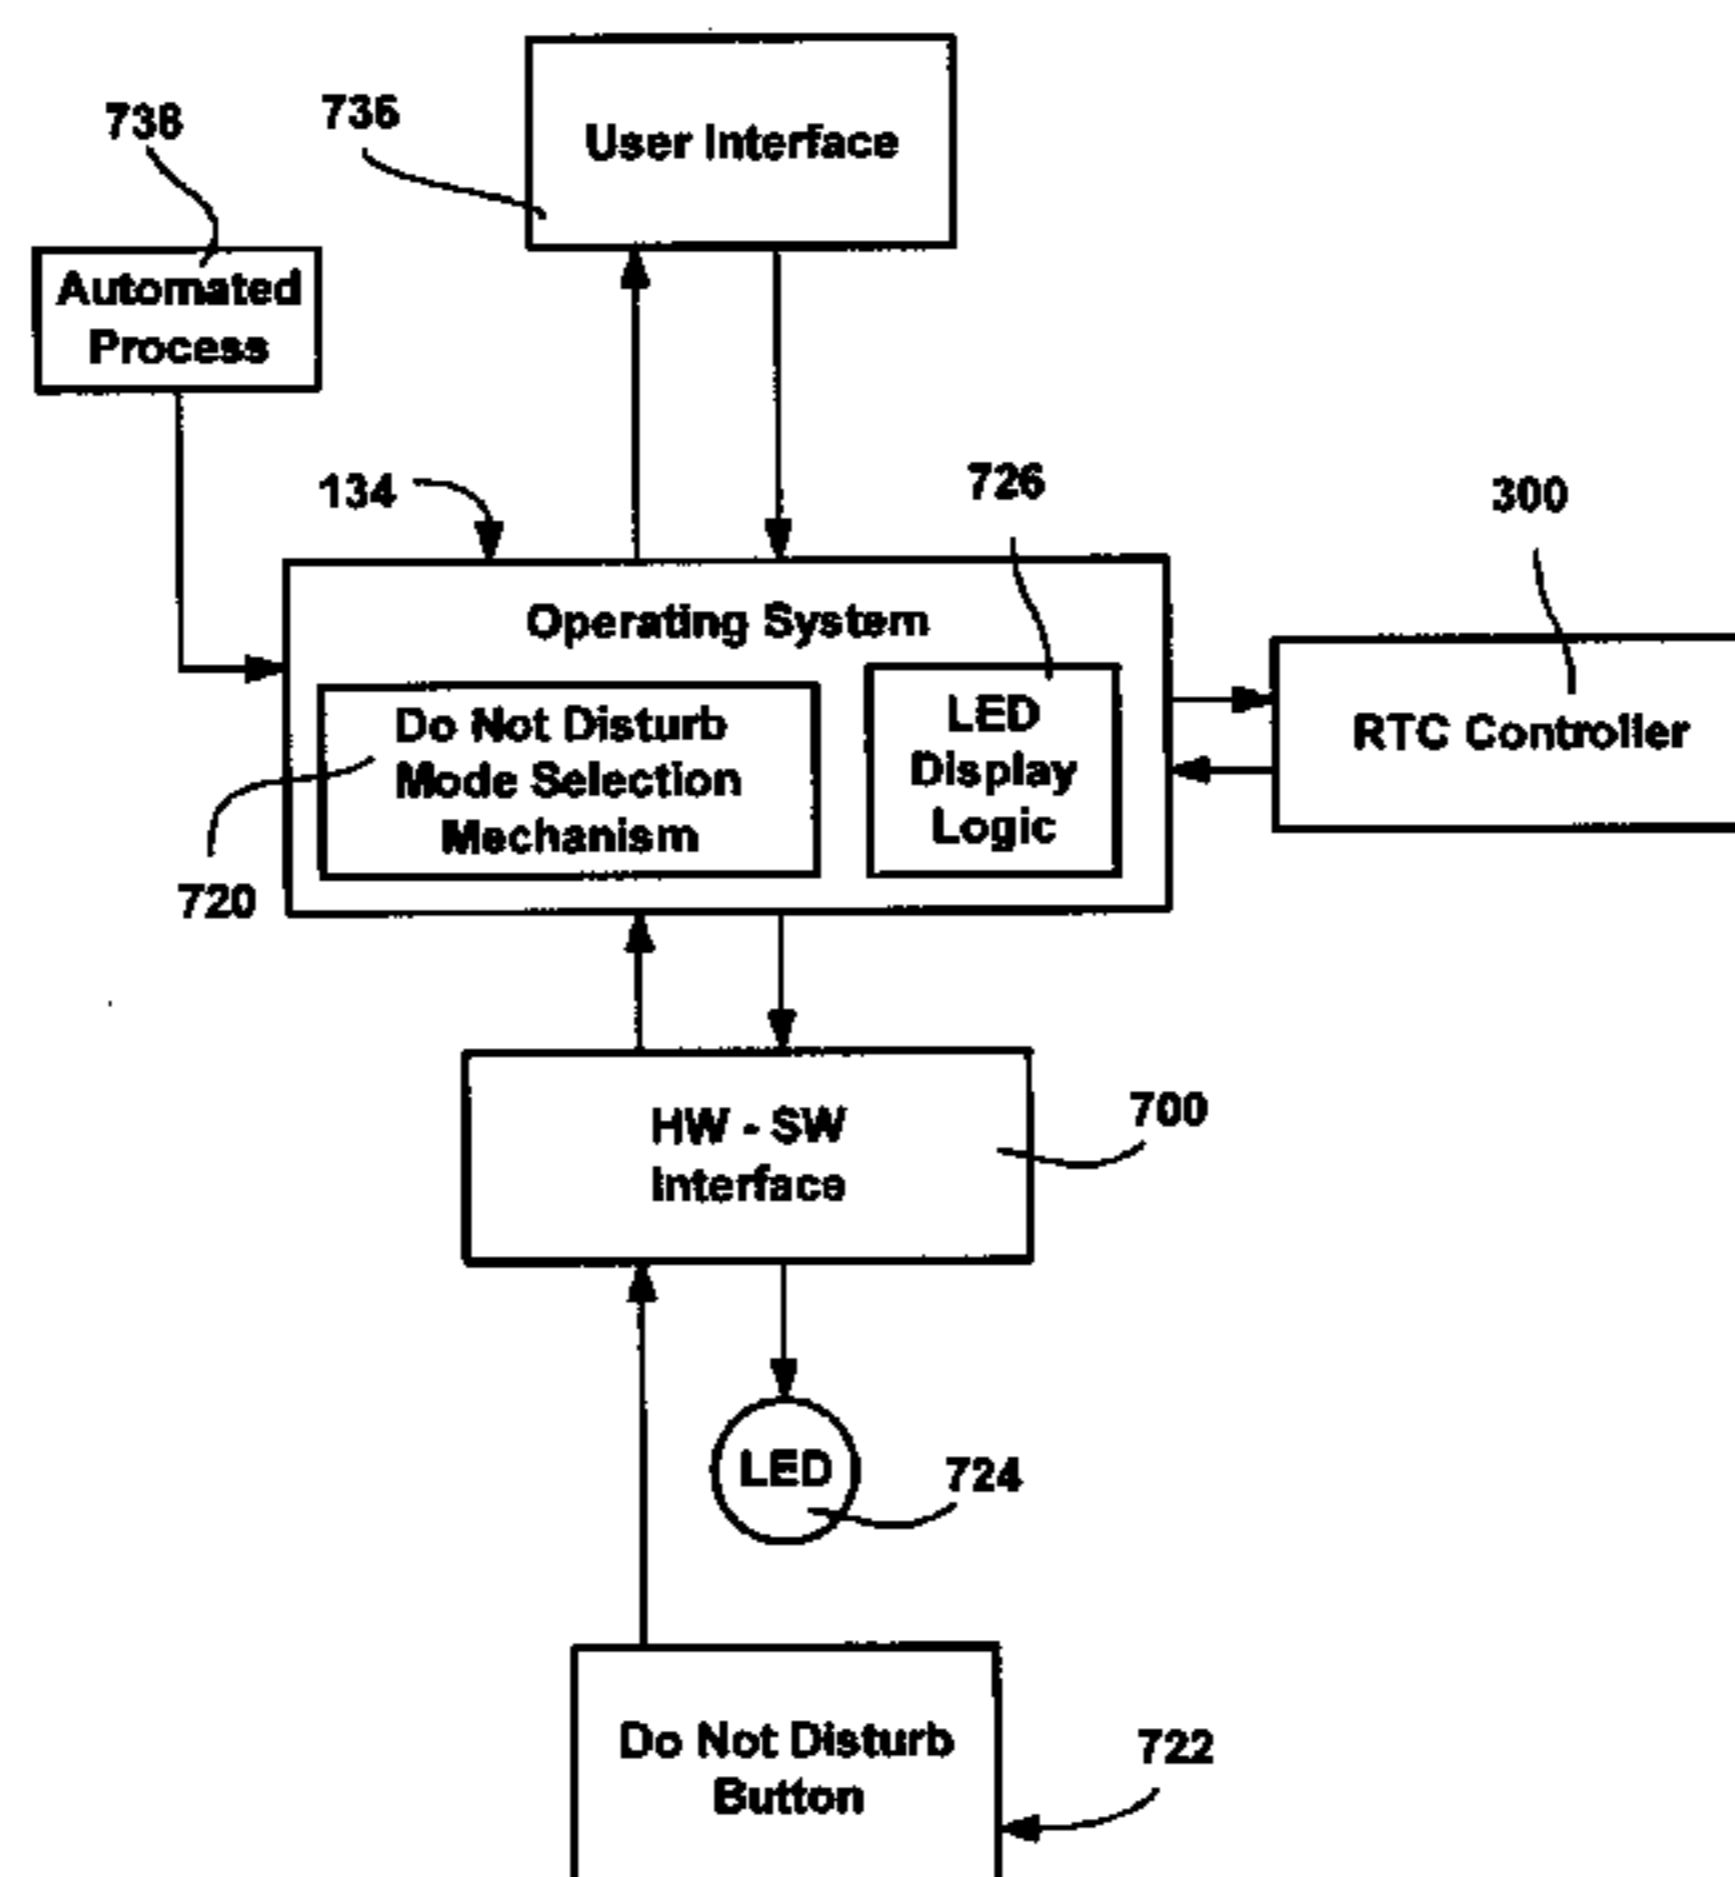 738
736
User Interface
Automated
Process
134
726
300
Operating System
Do Not Disturb
Mode Selection
Mechanism
LED
Display
Logic
RTC Controller
720
HW - SW
Interface
700
LED
724
Do Not Disturb
Button
722